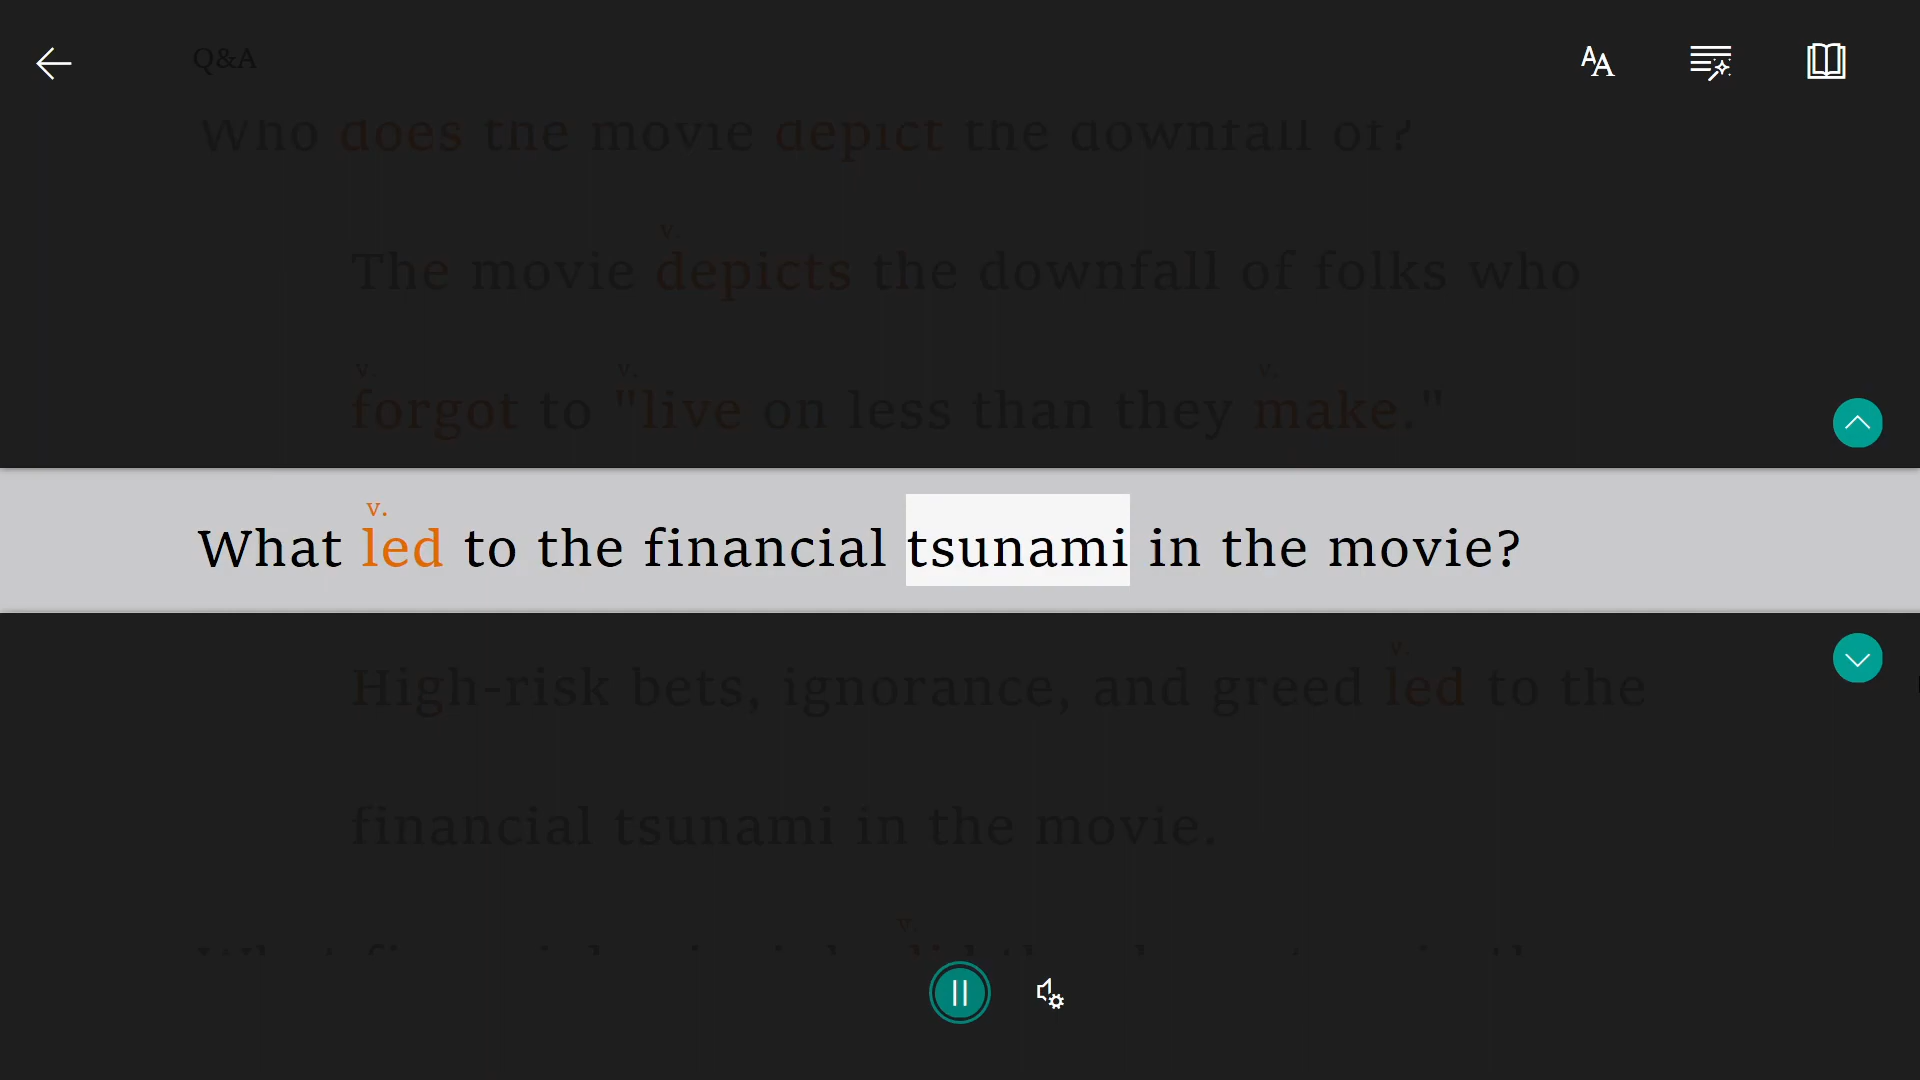 Q&A
Who does the movie depict the downfall of?
v.
The movie depicts the downfall of folks who
v. v. v.
forgot to "live on less than they make."
v.
What led to the financial tsunami in the movie?
v.
High-risk bets, ignorance, and greed led to the
financial tsunami in the movie.
v.